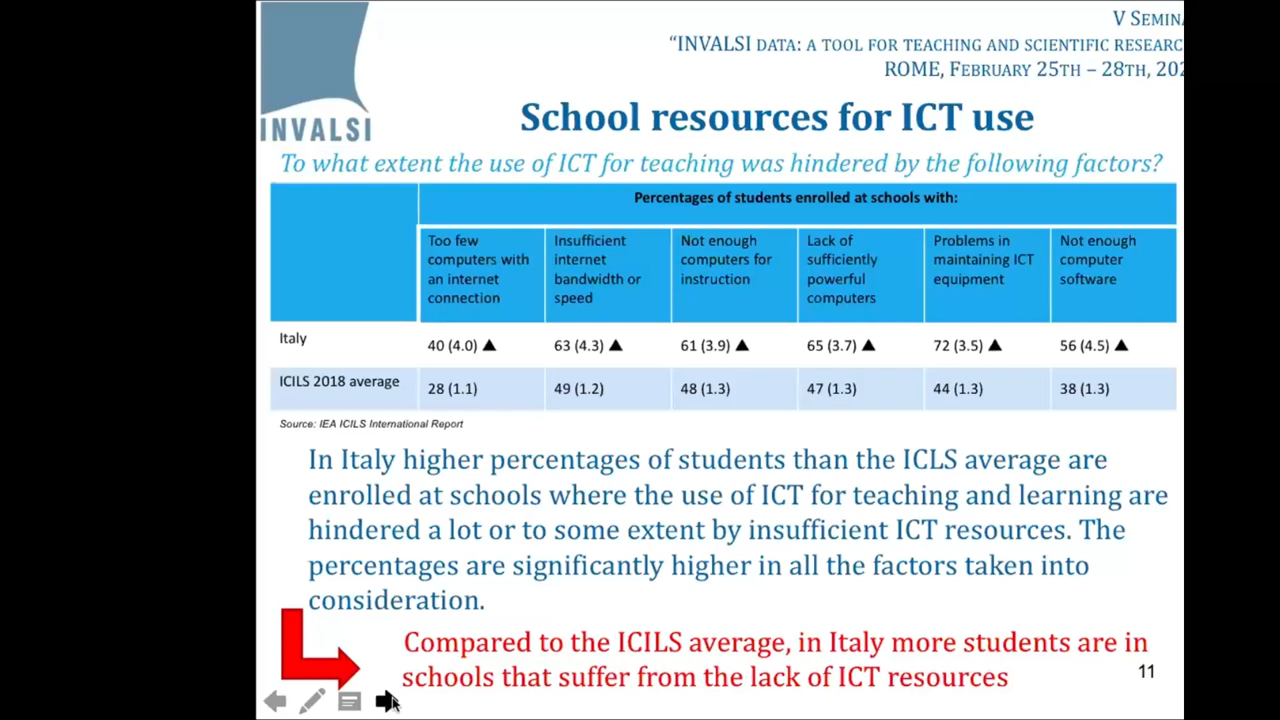 V SEMINA
“INVALSI DATA: A TOOL FOR TEACHING AND SCIENTIFIC RESEARC
ROME, FEBRUARY 25TH – 28TH, 202
INVALSI
School resources for ICT use
To what extent the use of ICT for teaching was hindered by the following factors?
Percentages of students enrolled at schools with:
Too few computers with an internet connection
Insufficient internet bandwidth or speed
Not enough computers for instruction
Lack of sufficiently powerful computers
Problems in maintaining ICT equipment
Not enough computer software
Italy 40 (4.0) ▲ 63 (4.3) ▲ 61 (3.9) ▲ 65 (3.7) ▲ 72 (3.5) ▲ 56 (4.5) ▲
ICILS 2018 average 28 (1.1) 49 (1.2) 48 (1.3) 47 (1.3) 44 (1.3) 38 (1.3)
Source: IEA ICILS International Report
In Italy higher percentages of students than the ICLS average are
enrolled at schools where the use of ICT for teaching and learning are
hindered a lot or to some extent by insufficient ICT resources. The
percentages are significantly higher in all the factors taken into
consideration.
Compared to the ICILS average, in Italy more students are in
schools that suffer from the lack of ICT resources
11